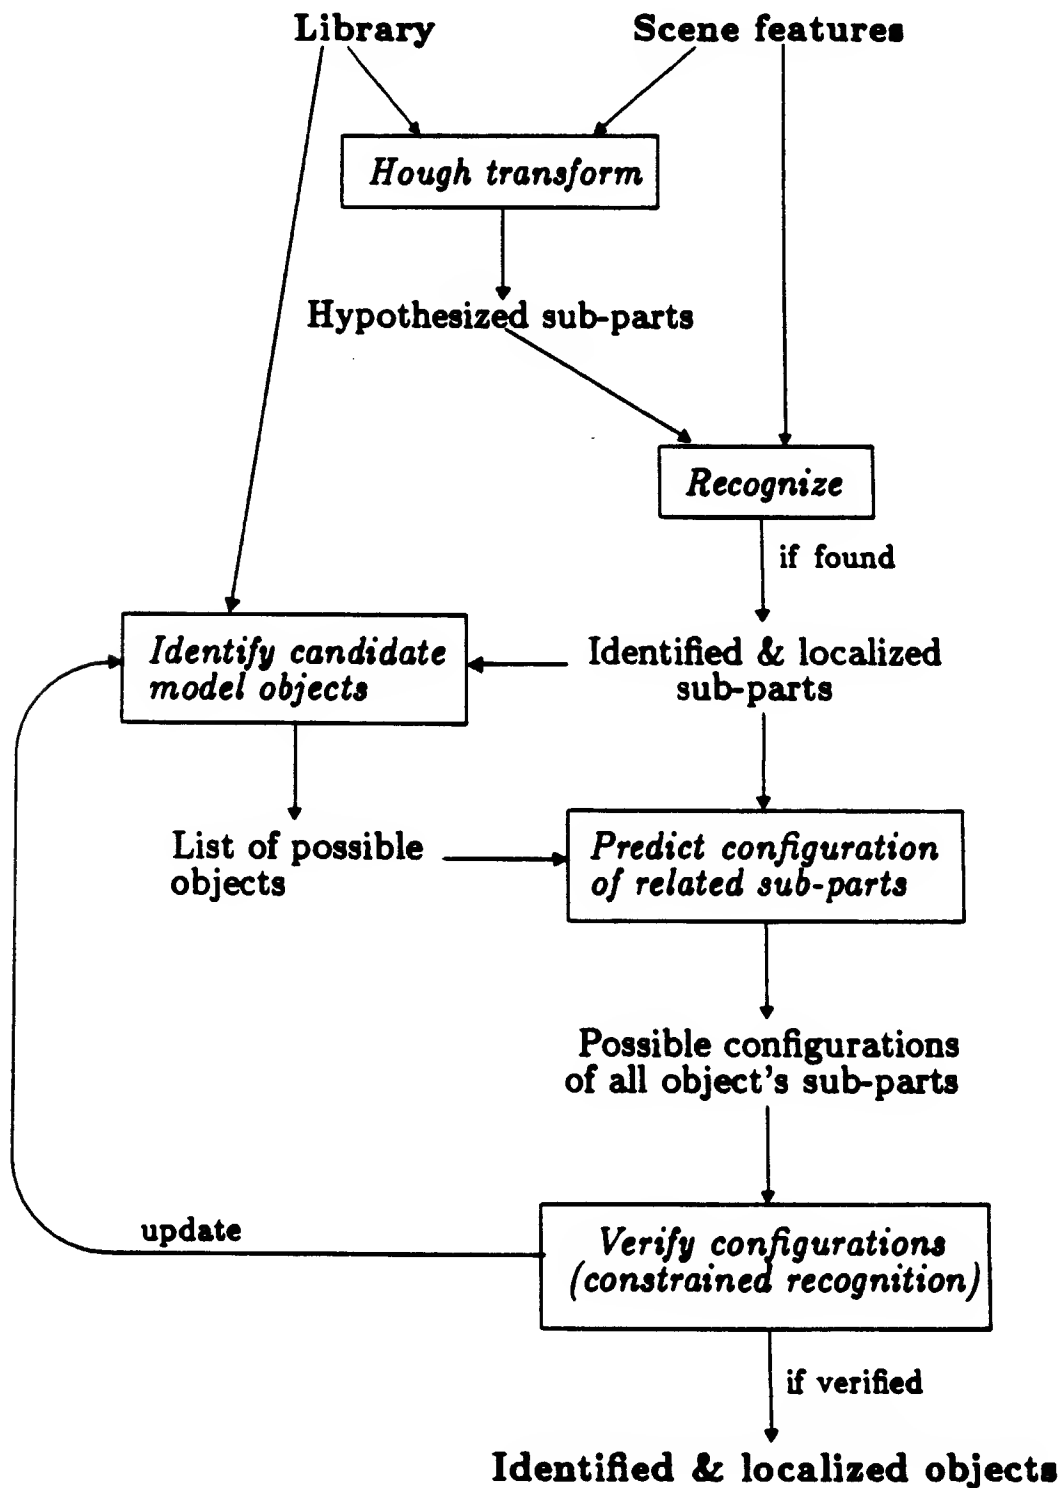 Library
Scene features
Hough transform
Hypothesized sub-parts
Recognize
if found
Identify candidate
model objects
Identified & localized
sub-parts
List of possible
objects
Predict configuration
of related sub-parts
Possible configurations
of all object's sub-parts
update
Verify configurations
(constrained recognition)
if verified
Identified & localized objects